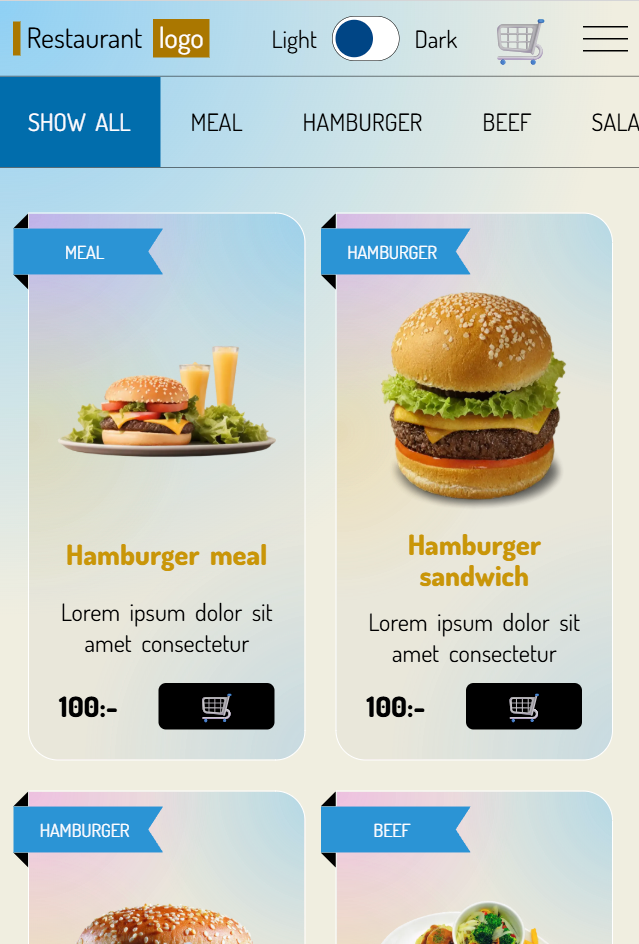 Restaurant logo
Light Dark
SHOW ALL MEAL HAMBURGER BEEF SALA
MEAL
HAMBURGER
Hamburger meal
Lorem ipsum dolor sit
amet consectetur
100:-
Hamburger
sandwich
Lorem ipsum dolor sit
amet consectetur
100:-
HAMBURGER
BEEF